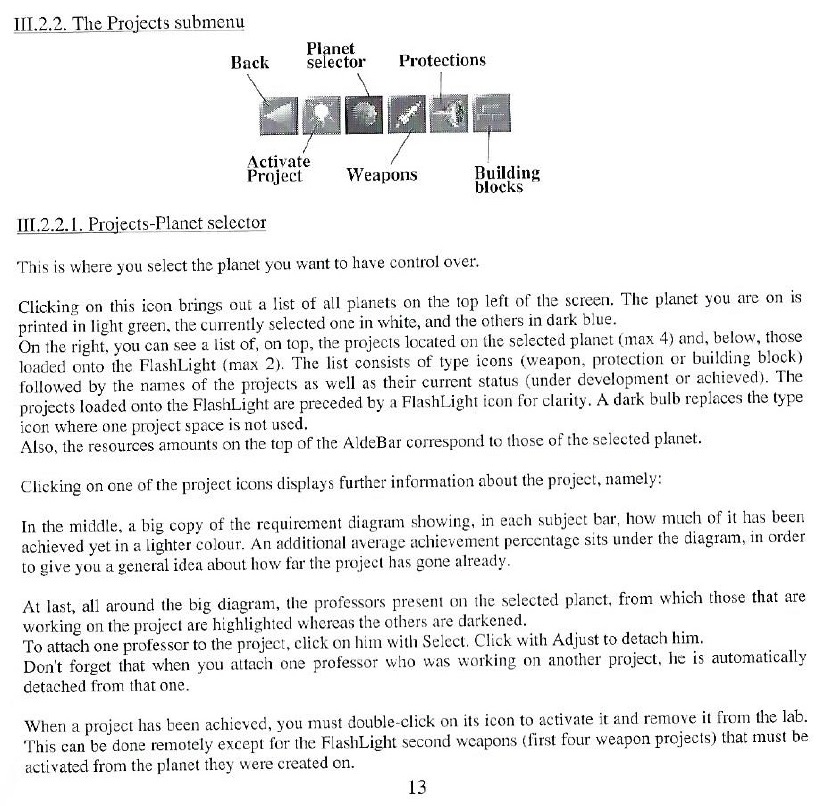 III.2.2. The Projects submenu
Back
Planet
selector
Protections
Activate
Project
Weapons
Building
blocks
III.2.2.1. Projects-Planet selector
This is where you select the planet you want to have control over.
Clicking on this icon brings out a list of all planets on the top left of the screen. The planet you are on is
printed in light green, the currently selected one in white, and the others in dark blue.
On the right, you can see a list of, on top, the projects located on the selected planet (max 4) and, below, those
loaded onto the FlashLight (max 2). The list consists of type icons (weapon, protection or building block)
followed by the names of the projects as well as their current status (under development or achieved). The
projects loaded onto the FlashLight are preceded by a FlashLight icon for clarity. A dark bulb replaces the type
icon where one project space is not used.
Also, the resources amounts on the top of the AldeBar correspond to those of the selected planet.
Clicking on one of the project icons displays further information about the project, namely:
In the middle, a big copy of the requirement diagram showing, in each subject bar, how much of it has been
achieved yet in a lighter colour. An additional average achievement percentage sits under the diagram, in order
to give you a general idea about how far the project has gone already.
At last, all around the big diagram, the professors present on the selected planet, from which those that are
working on the project are highlighted whereas the others are darkened.
To attach one professor to the project, click on him with Select. Click with Adjust to detach him.
Don't forget that when you attach one professor who was working on another project, he is automatically
detached from that one.
When a project has been achieved, you must double-click on its icon to activate it and remove it from the lab.
This can be done remotely except for the FlashLight second weapons (first four weapon projects) that must be
activated from the planet they were created on.
13